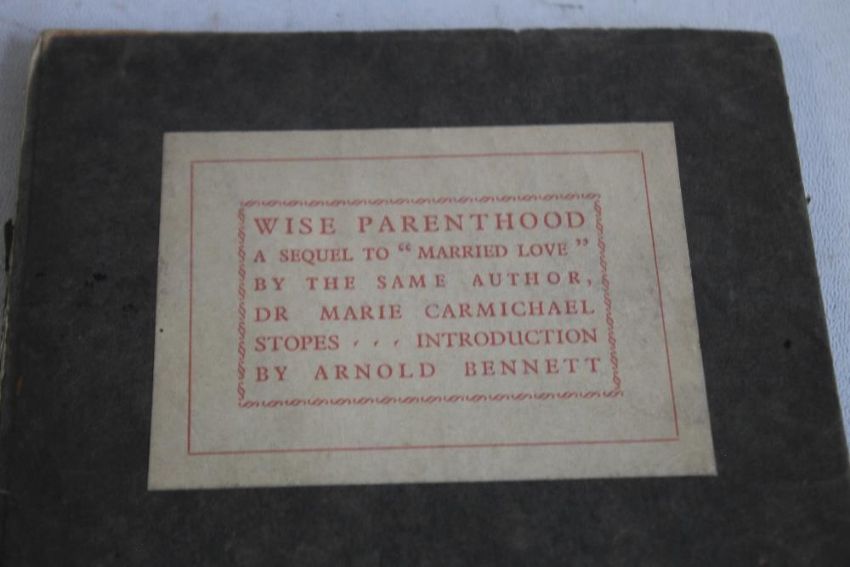 WISE PARENTHOOD
A SEQUEL TO “MARRIED LOVE”
BY THE SAME AUTHOR,
DR MARIE CARMICHAEL
STOPES , , , INTRODUCTION
BY ARNOLD BENNETT